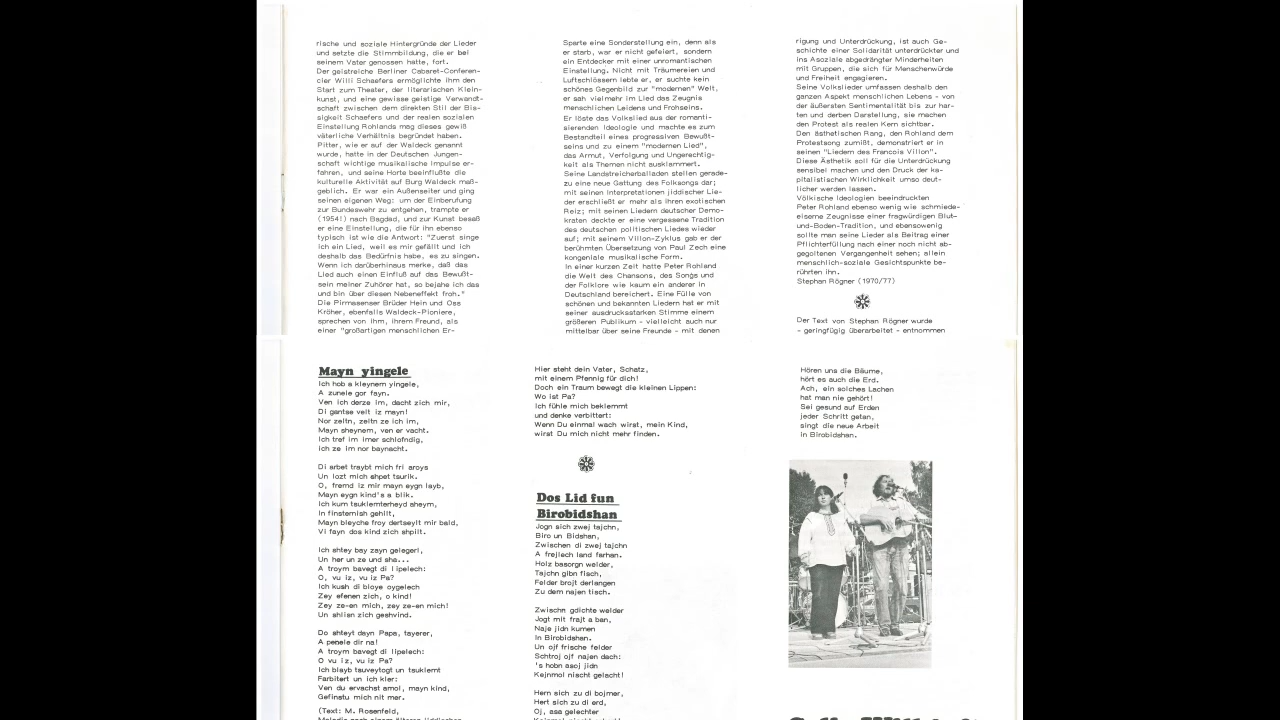 rische und soziale Hintergründe der Lieder
und setzte die Stimmbildung, die er bei
seinem Vater genossen hatte, fort.
Der geistreiche Berliner Cabaret-Conferen-
cier Willi Schaefers ermöglichte ihm den
Start zum Theater, der literarischen Klein-
kunst, und eine gewisse geistige Verwandt-
schaft zwischen dem direkten Stil der Bis-
sigkeit Schaefers und der realen sozialen
Einstellung Rohlands mag dieses gewiß
väterliche Verhältnis begründet haben.
Pitter, wie er auf der Waldeck genannt
wurde, hatte in der Deutschen Jungen-
schaft wichtige musikalische Impulse er-
fahren, und seine Horte beeinflußte die
kulturelle Aktivität auf Burg Waldeck maß-
geblich. Er war ein Außenseiter und ging
seinen eigenen Weg: um der Einberufung
zur Bundeswehr zu entgehen, trampte er
(1954!) nach Bagdad, und zur Kunst besaß
er eine Einstellung, die für ihn ebenso
typisch ist wie die Antwort: "Zuerst singe
ich ein Lied, weil es mir gefällt und ich
deshalb das Bedürfnis habe, es zu singen.
Wenn ich darüberhinaus merke, daß das
Lied auch einen Einfluß auf das Bewußt-
sein meiner Zuhörer hat, so bejahe ich das
und bin über diesen Nebeneffekt froh."
Die Pirmasenser Brüder Hein und Oss
Kröher, ebenfalls Waldeck-Pioniere,
sprechen von ihm, ihrem Freund, als
einer "großartigen menschlichen Er-
Sparte eine Sonderstellung ein, denn als
er starb, war er nicht gefeiert, sondern
ein Entdecker mit einer unromantischen
Einstellung. Nicht mit Träumereien und
Luftschlössern lebte er, er suchte kein
schönes Gegenbild zur "modernen" Welt,
er sah vielmehr im Lied das Zeugnis
menschlichen Leidens und Frohseins.
Er löste das Volkslied aus der romanti-
sierenden Ideologie und machte es zum
Bestandteil eines progressiven Bewußt-
seins und zu einem "modernen Lied",
das Armut, Verfolgung und Ungerechtig-
keit als Themen nicht ausklammert.
Seine Landstreicherballaden stellen gerade-
zu eine neue Gattung des Folksongs dar;
mit seinen Interpretationen jiddischer Lie-
der erschließt er mehr als ihren exotischen
Reiz; mit seinen Liedern deutscher Demo-
kraten deckte er eine vergessene Tradition
des deutschen politischen Liedes wieder
auf; mit seinem Villon-Zyklus gab er der
berühmten Übersetzung von Paul Zech eine
kongeniale musikalische Form.
In einer kurzen Zeit hatte Peter Rohland
die Welt des Chansons, des Songs und
der Folklore wie kaum ein anderer in
Deutschland bereichert. Eine Fülle von
schönen und bekannten Liedern hat er mit
seiner ausdrucksstarken Stimme einem
größeren Publikum - vielleicht auch nur
mittelbar über seine Freunde - mit denen
rigung und Unterdrückung, ist auch Ge-
schichte einer Solidarität unterdrückter und
ins Asoziale abgedrängter Minderheiten
mit Gruppen, die sich für Menschenwürde
und Freiheit engagieren.
Seine Volkslieder umfassen deshalb den
ganzen Aspekt menschlichen Lebens - von
der äußersten Sentimentalität bis zur har-
ten und derben Darstellung, sie machen
den Protest als realen Kern sichtbar.
Den ästhetischen Rang, den Rohland dem
Protestsong zumißt, demonstriert er in
seinen "Liedern des Francois Villon".
Diese Ästhetik soll für die Unterdrückung
sensibel machen und den Druck der ka-
pitalistischen Wirklichkeit umso deut-
licher werden lassen.
Völkische Ideologien beeindruckten
Peter Rohland ebenso wenig wie schmiede-
eiserne Zeugnisse einer fragwürdigen Blut-
und-Boden-Tradition, und ebensowenig
sollte man seine Lieder als Beitrag einer
Pflichterfüllung nach einer noch nicht ab-
gegoltenen Vergangenheit sehen; allein
menschlich-soziale Gesichtspunkte be-
rührten ihn.
Stephan Rögner (1970/77)
Der Text von Stephan Rögner wurde
- geringfügig überarbeitet - entnommen
Mayn yingele
Ich hob a kleynem yingele,
A zunele gor fayn.
Ven ich derze im, dacht zich mir,
Di gantse velt iz mayn!
Nor zeltn, zeltn ze ich im,
Mayn sheynem, ven er vacht.
Ich tref im imer schlofndig,
Ich ze im nor baynacht.
Di arbet traybt mich fri aroys
Un lozt mich shpet tsurik.
O, fremd iz mir mayn eygn layb,
Mayn eygn kind's a blik.
Ich kum tsuklemterheyd aheym,
In finsternish gehilt,
Mayn bleyche froy dertseylt mir bald,
Vi fayn dos kind zich shpilt.
Ich shtey bay zayn gelegerl,
Un her un ze und sha...
A troym bavegt di lipelech:
O, vu iz, vu iz Pa?
Ich kush di bloye oygelech
Zey efenen zich, o kind!
Zey ze-en mich, zey ze-en mich!
Un shlisn zich geshvind.
Do shteyt dayn Papa, tayerer,
A penele dir na!
A troym bavegt di lipelech:
O vu iz, vu iz Pa?
Ich blayb tsuveytogt un tsuklemt
Farbitert un ich kler:
Ven du ervachst amol, mayn kind,
Gefinstu mich nit mer.
(Text: M. Rosenfeld,
Hier steht dein Vater, Schatz,
mit einem Pfennig für dich!
Doch ein Traum bewegt die kleinen Lippen:
Wo ist Pa?
Ich fühle mich beklemmt
und denke verbittert:
Wenn Du einmal wach wirst, mein Kind,
wirst Du mich nicht mehr finden.
Dos Lid fun
Birobidshan
Jogn sich zwej tajchn,
Biro un Bidshan,
Zwischen di zwej tajchn
A frejlech land farhan.
Holz basorgn welder,
Tajchn gibn fisch,
Felder brojt derlangen
Zu dem najen tisch.
Zwischn gdichte welder
Jogt mit frajt a ban,
Naje jidn kumen
In Birobidshan.
Un ojf frische felder
Schtroj ojf najen dach:
's hobn asoj jidn
Kejnmol nischt gelacht!
Hern sich zu di bojmer,
Hert sich zu di erd,
Oj, asa gelechter
Hören uns die Bäume,
hört es auch die Erd.
Ach, ein solches Lachen
hat man nie gehört!
Sei gesund auf Erden
jeder Schritt getan,
singt die neue Arbeit
in Birobidshan.